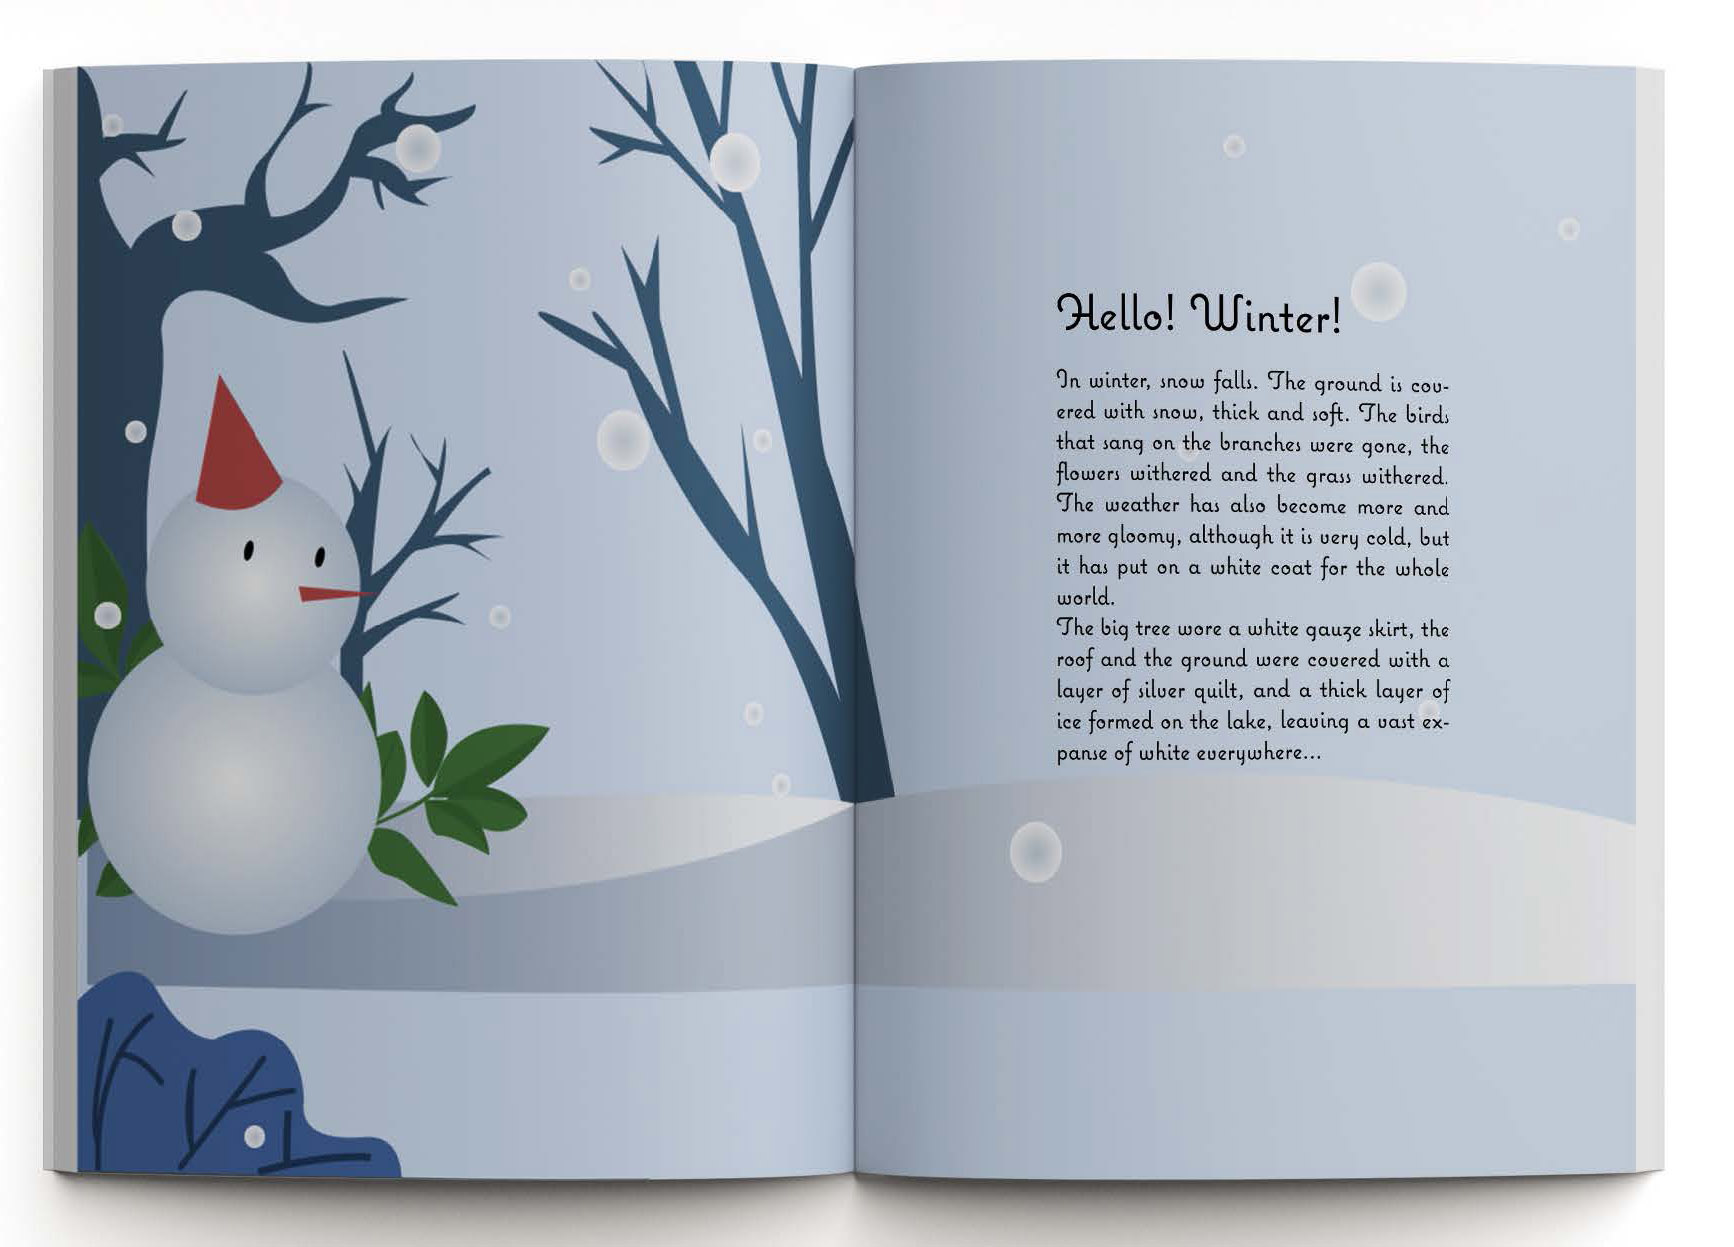 Hello! Winter!
In winter, snow falls. The ground is cov-
ered with snow, thick and soft. The birds
that sang on the branches were gone, the
flowers withered and the grass withered.
The weather has also become more and
more gloomy, although it is very cold, but
it has put on a white coat for the whole
world.
The big tree wore a white gauze skirt, the
roof and the ground were covered with a
layer of silver quilt, and a thick layer of
ice formed on the lake, leaving a vast ex-
panse of white everywhere...